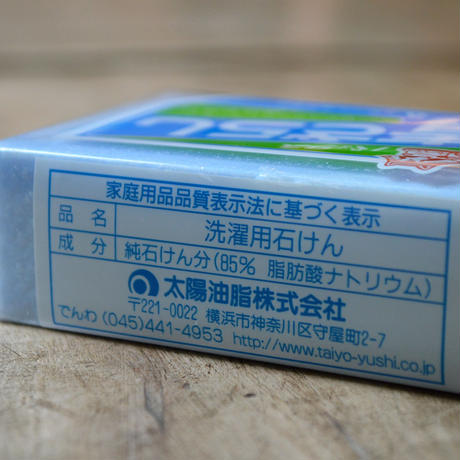 家庭用品品質表示法に基づく表示
品名 洗濯用石けん
成分 純石けん分(85% 脂肪酸ナトリウム)
太陽油脂株式会社
〒221-0022 横浜市神奈川区守屋町2-7
でんわ (045)441-4953 http://www.taiyo-yushi.co.jp